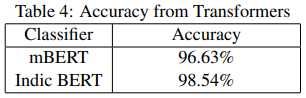 Table 4: Accuracy from Transformers
Classifier Accuracy
mBERT 96.63%
Indic BERT 98.54%